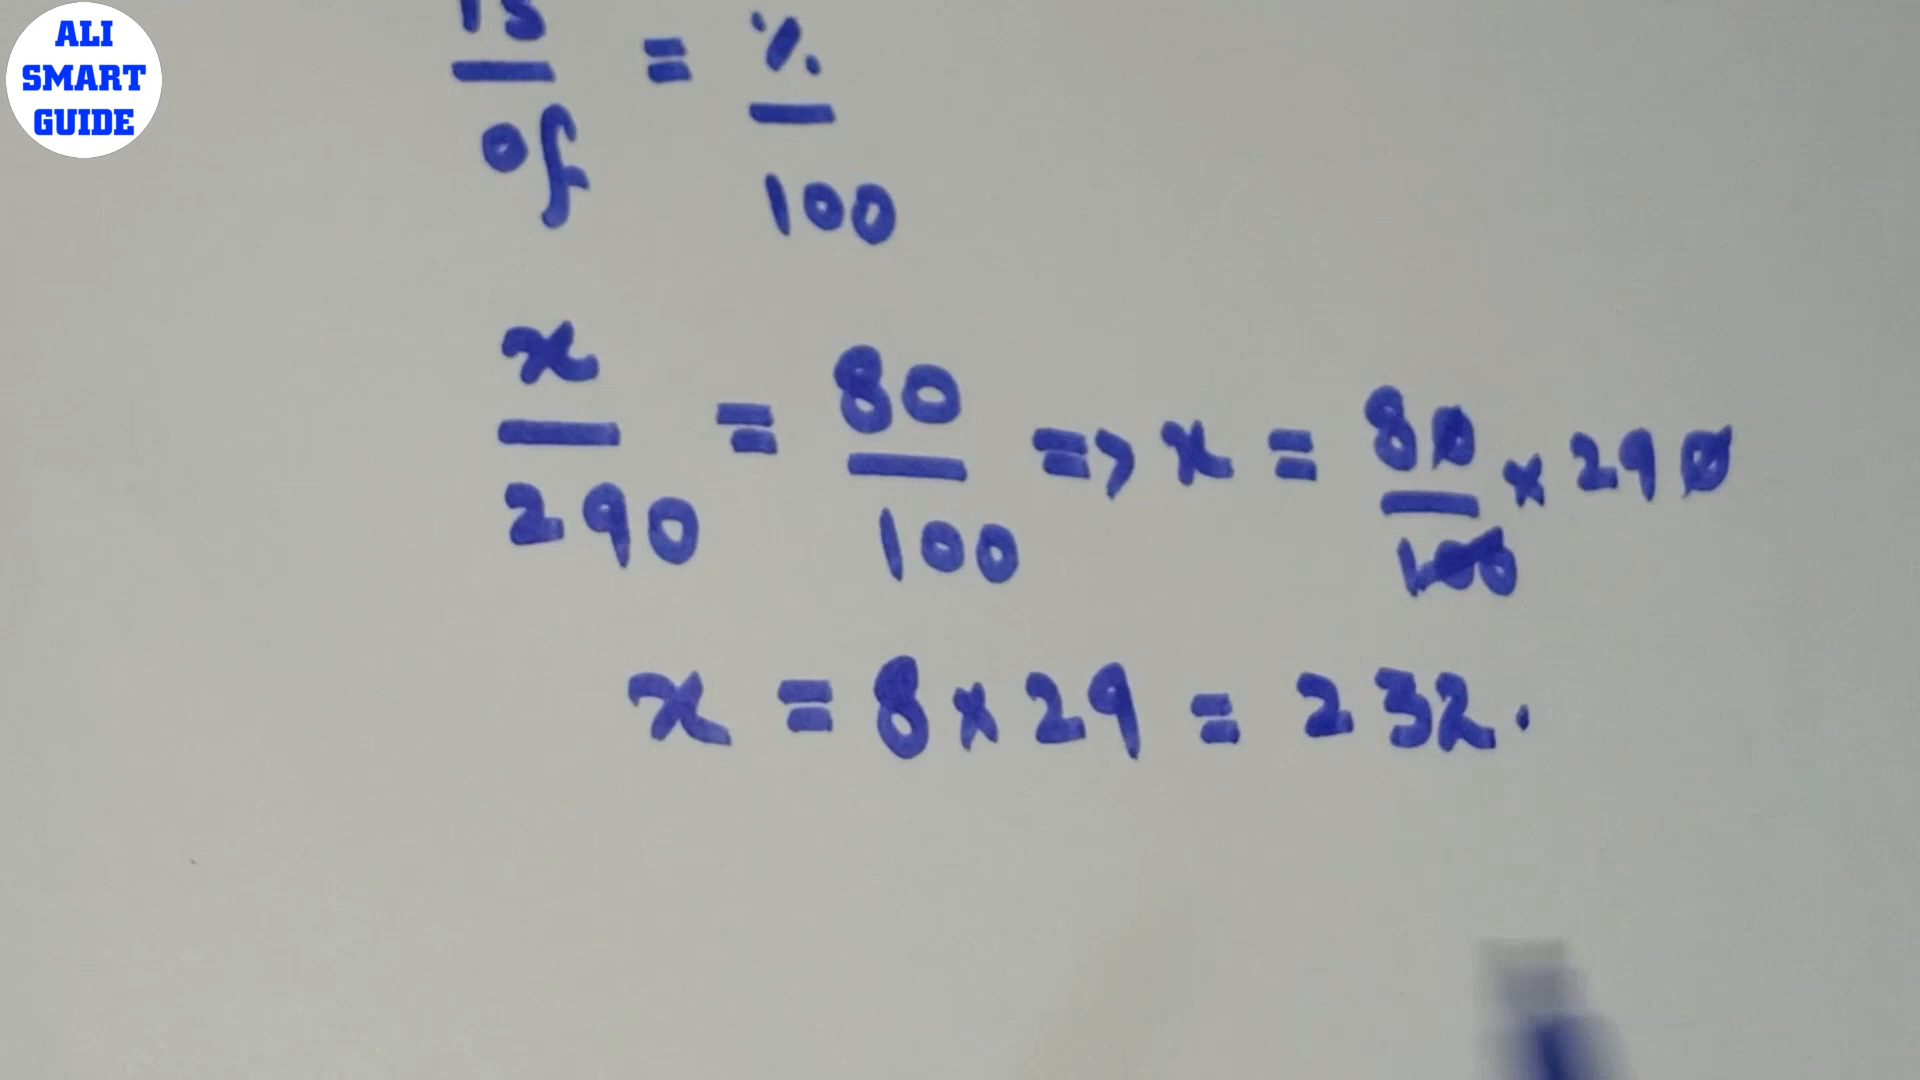 ALI
SMART
GUIDE
is/of = %/100
x/290 = 80/100 => x = 80/100 × 290
x = 8 × 29 = 232.